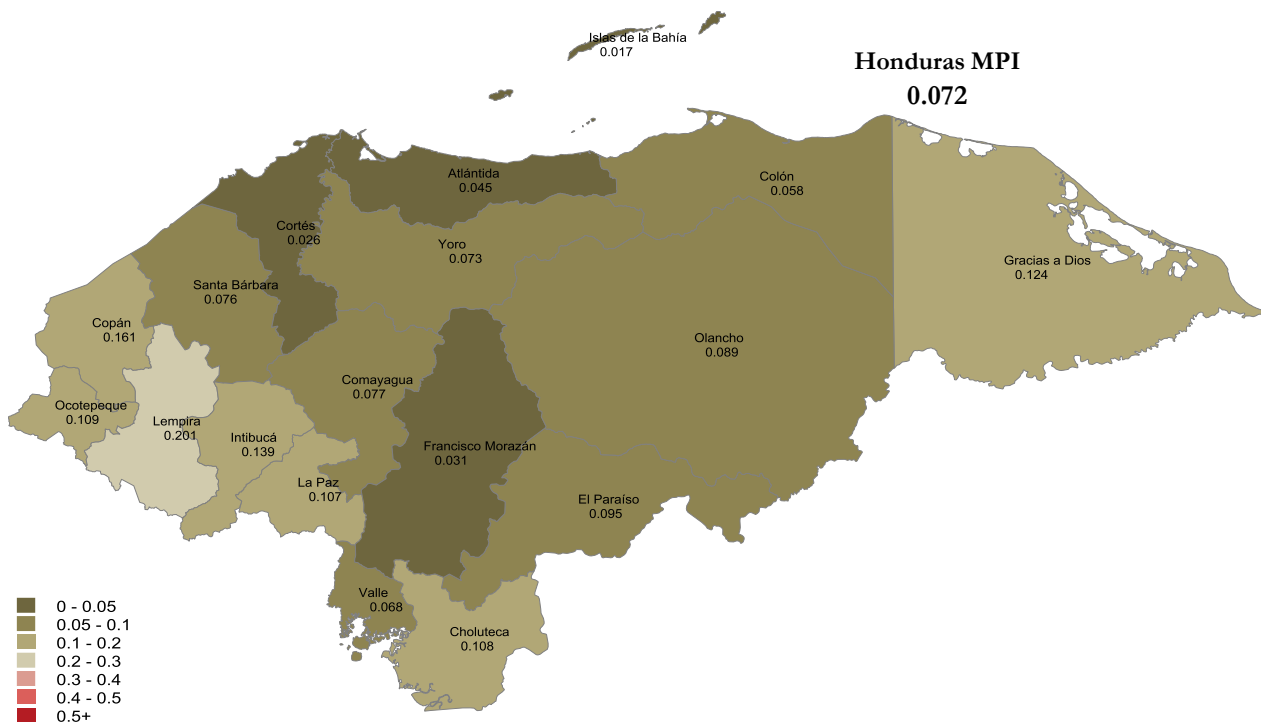 Islas de la Bahía
0.017
Honduras MPI
0.072
Atlántida
0.045
Colón
0.058
Cortés
0.026
Yoro
0.073
Gracias a Dios
0.124
Santa Bárbara
0.076
Copán
0.161
Olancho
0.089
Comayagua
0.077
Ocotepeque
0.109
Lempira
0.201
Intibucá
0.139
Francisco Morazán
0.031
La Paz
0.107
El Paraíso
0.095
Valle
0.068
Choluteca
0.108
0 - 0.05
0.05 - 0.1
0.1 - 0.2
0.2 - 0.3
0.3 - 0.4
0.4 - 0.5
0.5+